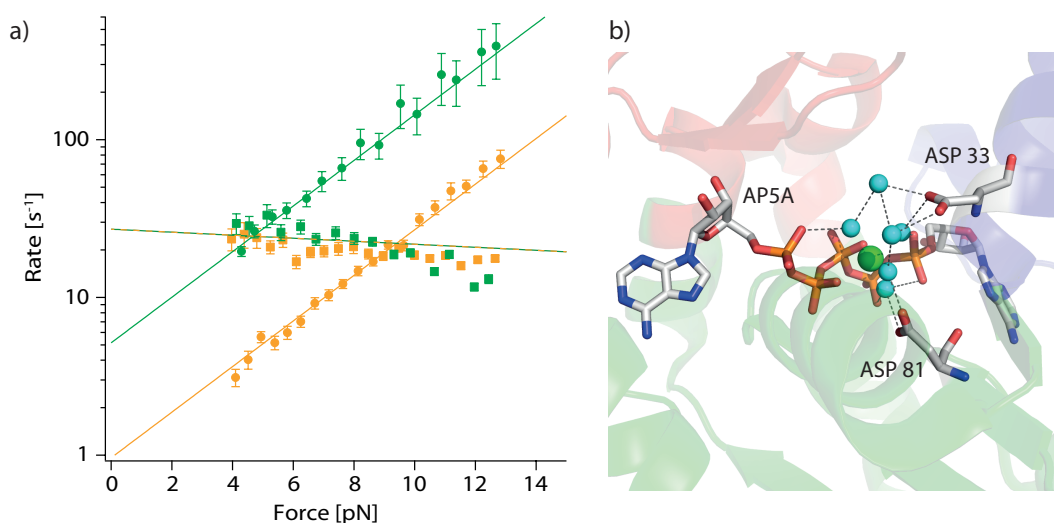 a)
Rate [s⁻¹]
100
10
1
0 2 4 6 8 10 12 14
Force [pN]
b)
ASP 33
AP5A
ASP 81